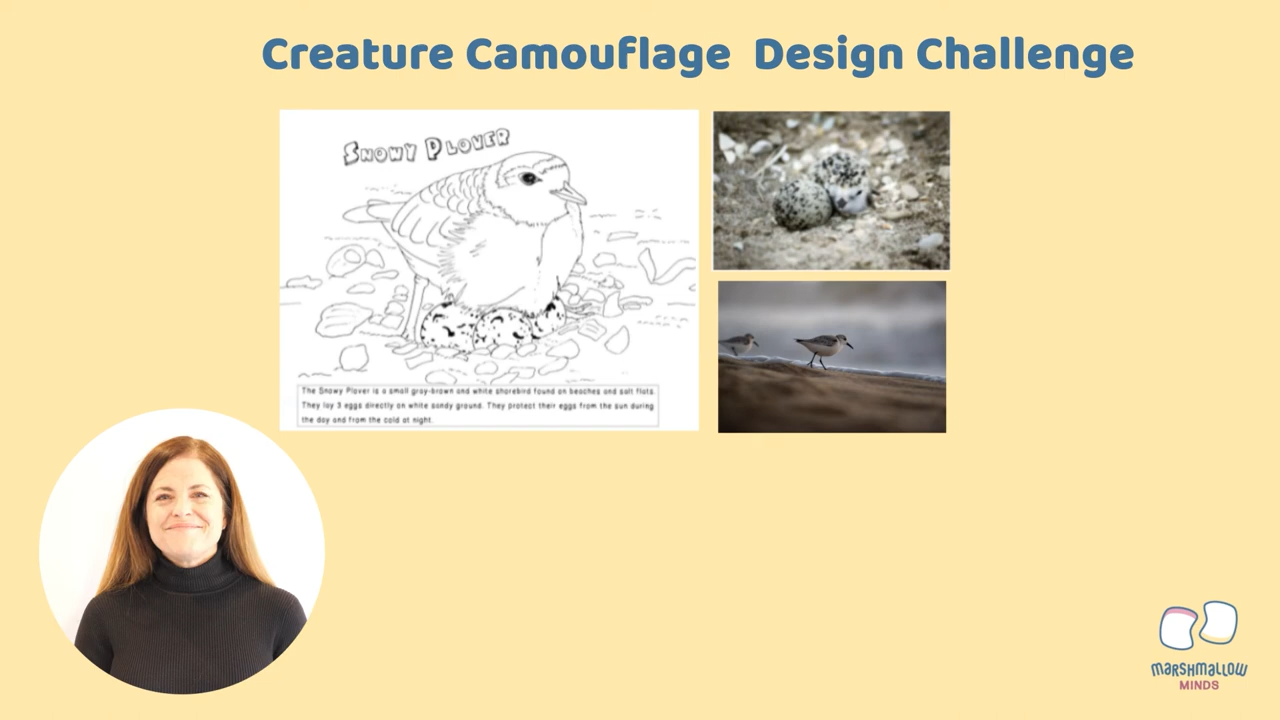 Creature Camouflage Design Challenge
SNOWY PLOVER
The Snowy Plover is a small gray-brown and white shorebird found on beaches and salt flats.
They lay 3 eggs directly on white sandy ground. They protect their eggs from the sun during
the day and from the cold at night.
MARSHMALLOW
MINDS